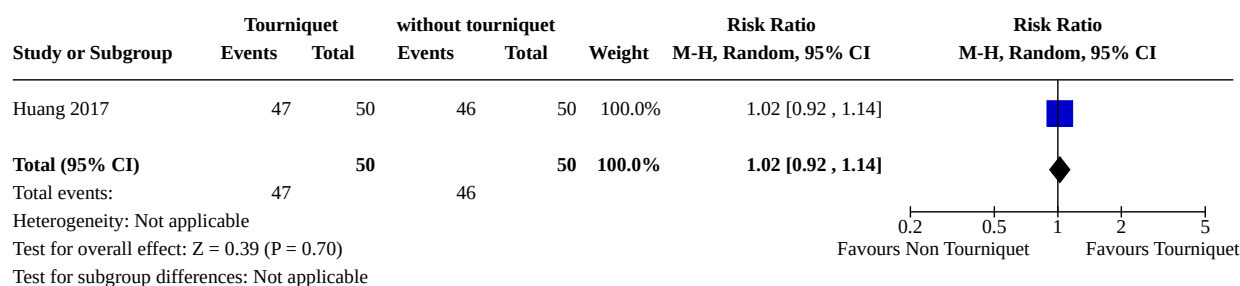 Tourniquet without tourniquet Risk Ratio Risk Ratio
Study or Subgroup Events Total Events Total Weight M-H, Random, 95% CI M-H, Random, 95% CI
Huang 2017 47 50 46 50 100.0% 1.02 [0.92 , 1.14]
Total (95% CI) 50 50 100.0% 1.02 [0.92 , 1.14]
Total events: 47 46
Heterogeneity: Not applicable
0.2 0.5 1 2 5
Test for overall effect: Z = 0.39 (P = 0.70)
Favours Non Tourniquet Favours Tourniquet
Test for subgroup differences: Not applicable